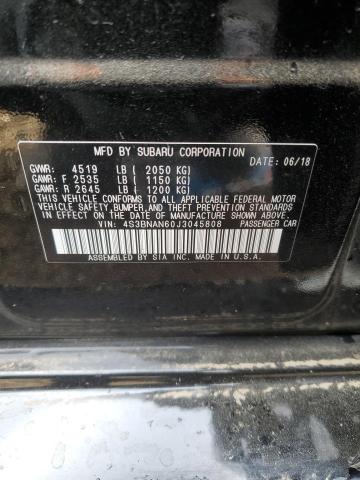 MFD BY SUBARU CORPORATION
GVWR: 4519 LB ( 2050 KG) DATE: 06/18
GAWR: F 2535 LB ( 1150 KG)
GAWR: R 2645 LB ( 1200 KG)
THIS VEHICLE CONFORMS TO ALL APPLICABLE FEDERAL MOTOR
VEHICLE SAFETY, BUMPER, AND THEFT PREVENTION STANDARDS
IN EFFECT ON THE DATE OF MANUFACTURE SHOWN ABOVE.
VIN: 4S3BNAN60J3045808 PASSENGER CAR
ASSEMBLED BY SIA INC. MADE IN U.S.A.